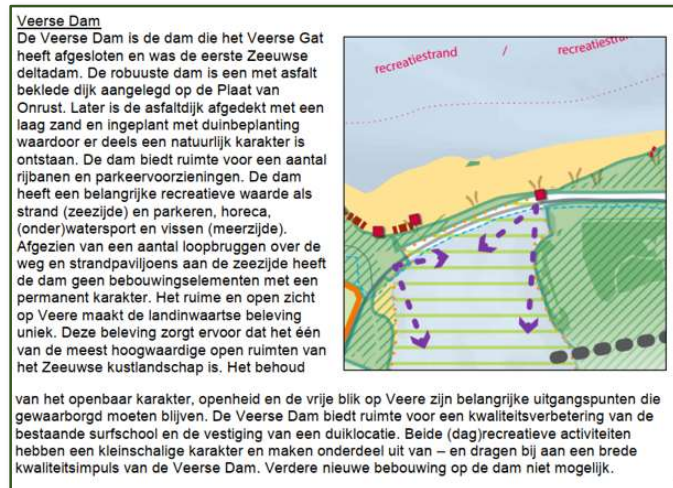 Veerse Dam
De Veerse Dam is de dam die het Veerse Gat
heeft afgesloten en was de eerste Zeeuwse
deltadam. De robuuste dam is een met asfalt
beklede dijk aangelegd op de Plaat van
Onrust. Later is de asfaltdijk afgedekt met een
laag zand en ingeplant met duinbeplanting
waardoor er deels een natuurlijk karakter is
ontstaan. De dam biedt ruimte voor een aantal
rijbanen en parkeervoorzieningen. De dam
heeft een belangrijke recreatieve waarde als
strand (zeezijde) en parkeren, horeca,
(onder)watersport en vissen (meerzijde).
Afgezien van een aantal loopbruggen over de
weg en strandpaviljoens aan de zeezijde heeft
de dam geen bebouwingselementen met een
permanent karakter. Het ruime en open zicht
op Veere maakt de landinwaartse beleving
uniek. Deze beleving zorgt ervoor dat het één
van de meest hoogwaardige open ruimten van
het Zeeuwse kustlandschap is. Het behoud
recreatiestrand / recreatiestrand
van het openbaar karakter, openheid en de vrije blik op Veere zijn belangrijke uitgangspunten die
gewaarborgd moeten blijven. De Veerse Dam biedt ruimte voor een kwaliteitsverbetering van de
bestaande surfschool en de vestiging van een duiklocatie. Beide (dag)recreatieve activiteiten
hebben een kleinschalige karakter en maken onderdeel uit van – en dragen bij aan een brede
kwaliteitsimpuls van de Veerse Dam. Verdere nieuwe bebouwing op de dam niet mogelijk.